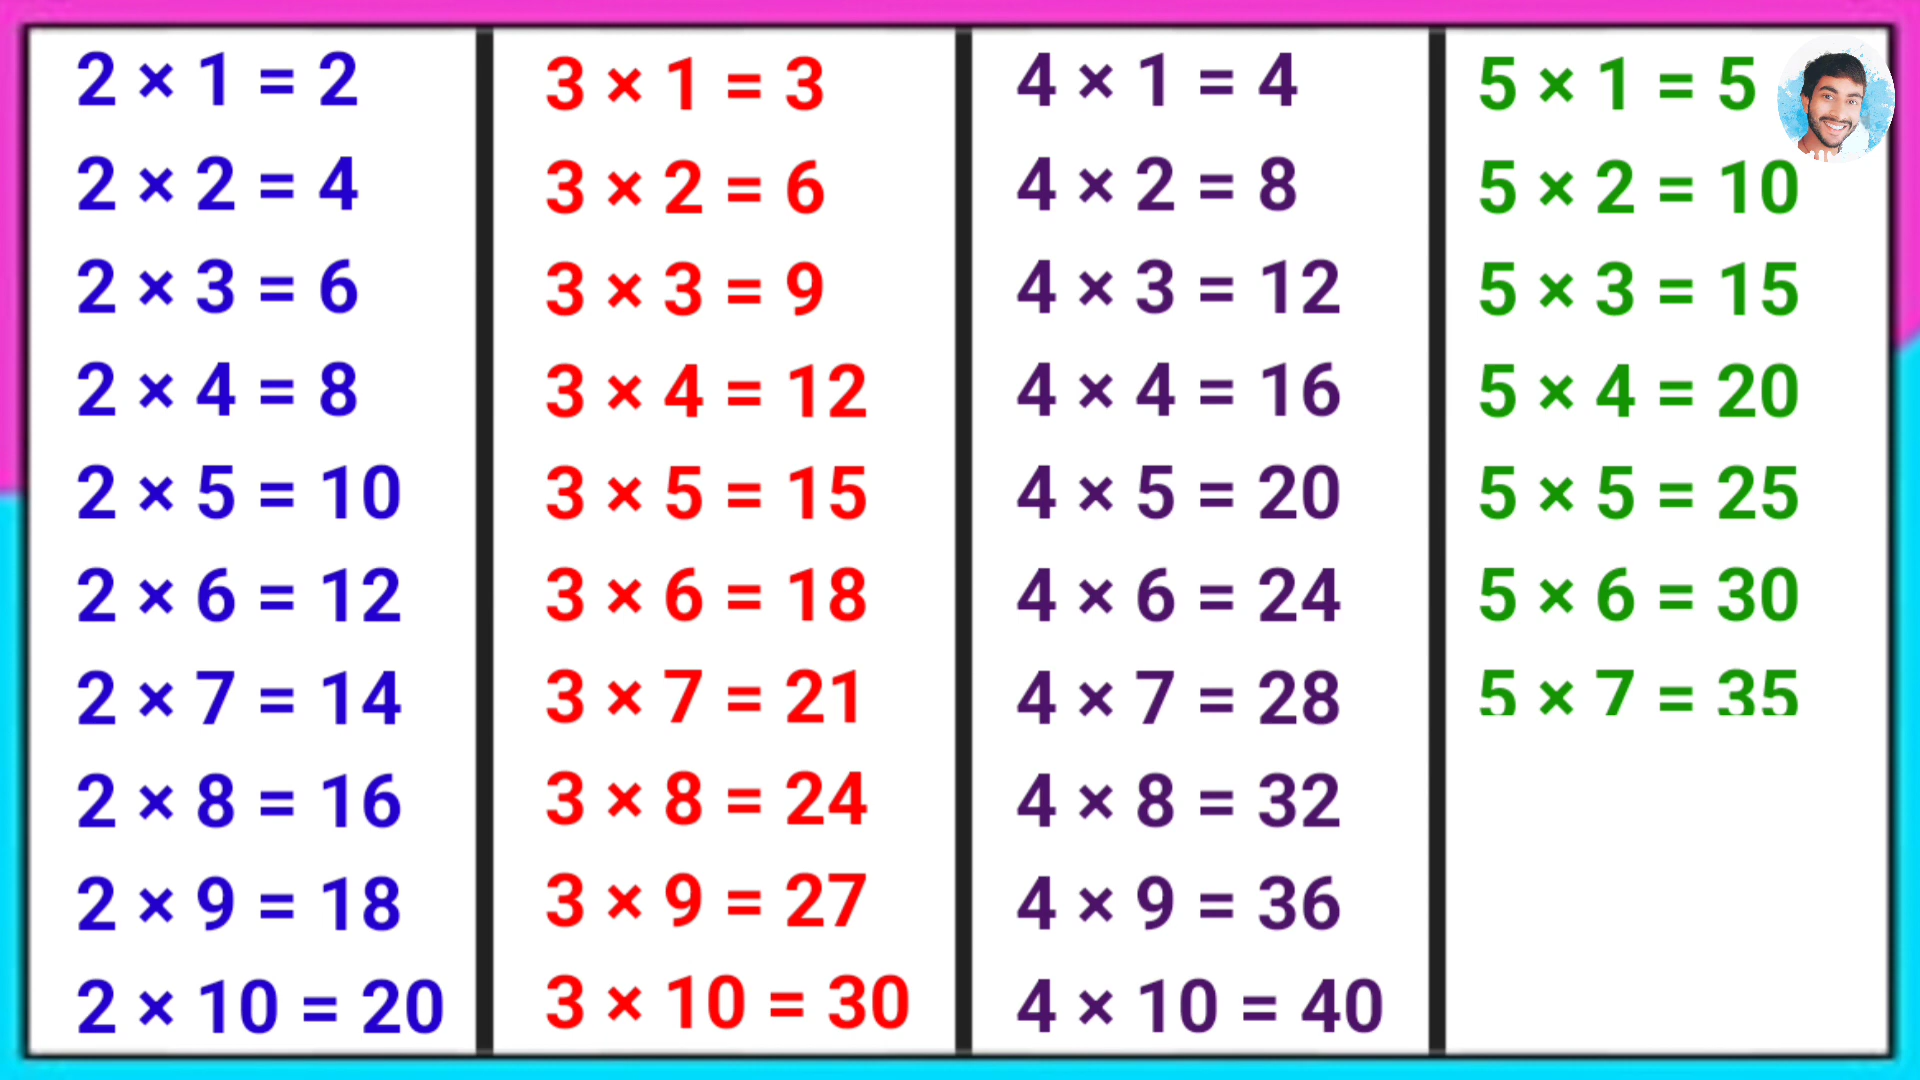 2 × 1 = 2
2 × 2 = 4
2 × 3 = 6
2 × 4 = 8
2 × 5 = 10
2 × 6 = 12
2 × 7 = 14
2 × 8 = 16
2 × 9 = 18
2 × 10 = 20
3 × 1 = 3
3 × 2 = 6
3 × 3 = 9
3 × 4 = 12
3 × 5 = 15
3 × 6 = 18
3 × 7 = 21
3 × 8 = 24
3 × 9 = 27
3 × 10 = 30
4 × 1 = 4
4 × 2 = 8
4 × 3 = 12
4 × 4 = 16
4 × 5 = 20
4 × 6 = 24
4 × 7 = 28
4 × 8 = 32
4 × 9 = 36
4 × 10 = 40
5 × 1 = 5
5 × 2 = 10
5 × 3 = 15
5 × 4 = 20
5 × 5 = 25
5 × 6 = 30
5 × 7 = 35